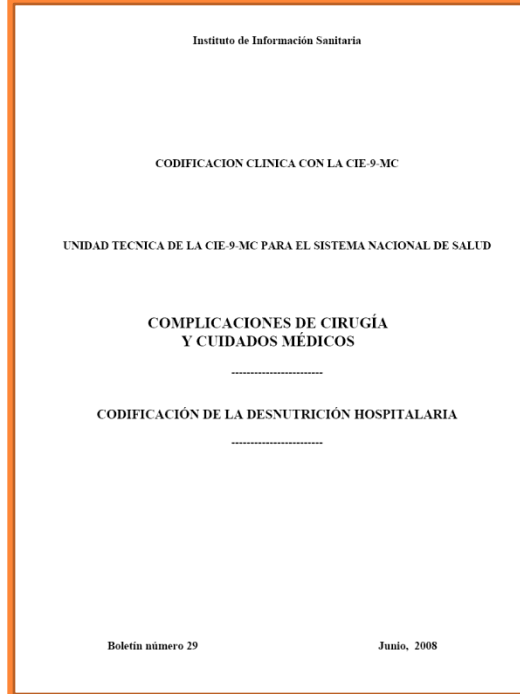 Instituto de Información Sanitaria
CODIFICACION CLINICA CON LA CIE-9-MC
UNIDAD TECNICA DE LA CIE-9-MC PARA EL SISTEMA NACIONAL DE SALUD
COMPLICACIONES DE CIRUGÍA
Y CUIDADOS MÉDICOS
------------------------
CODIFICACIÓN DE LA DESNUTRICIÓN HOSPITALARIA
------------------------
Boletín número 29 Junio, 2008